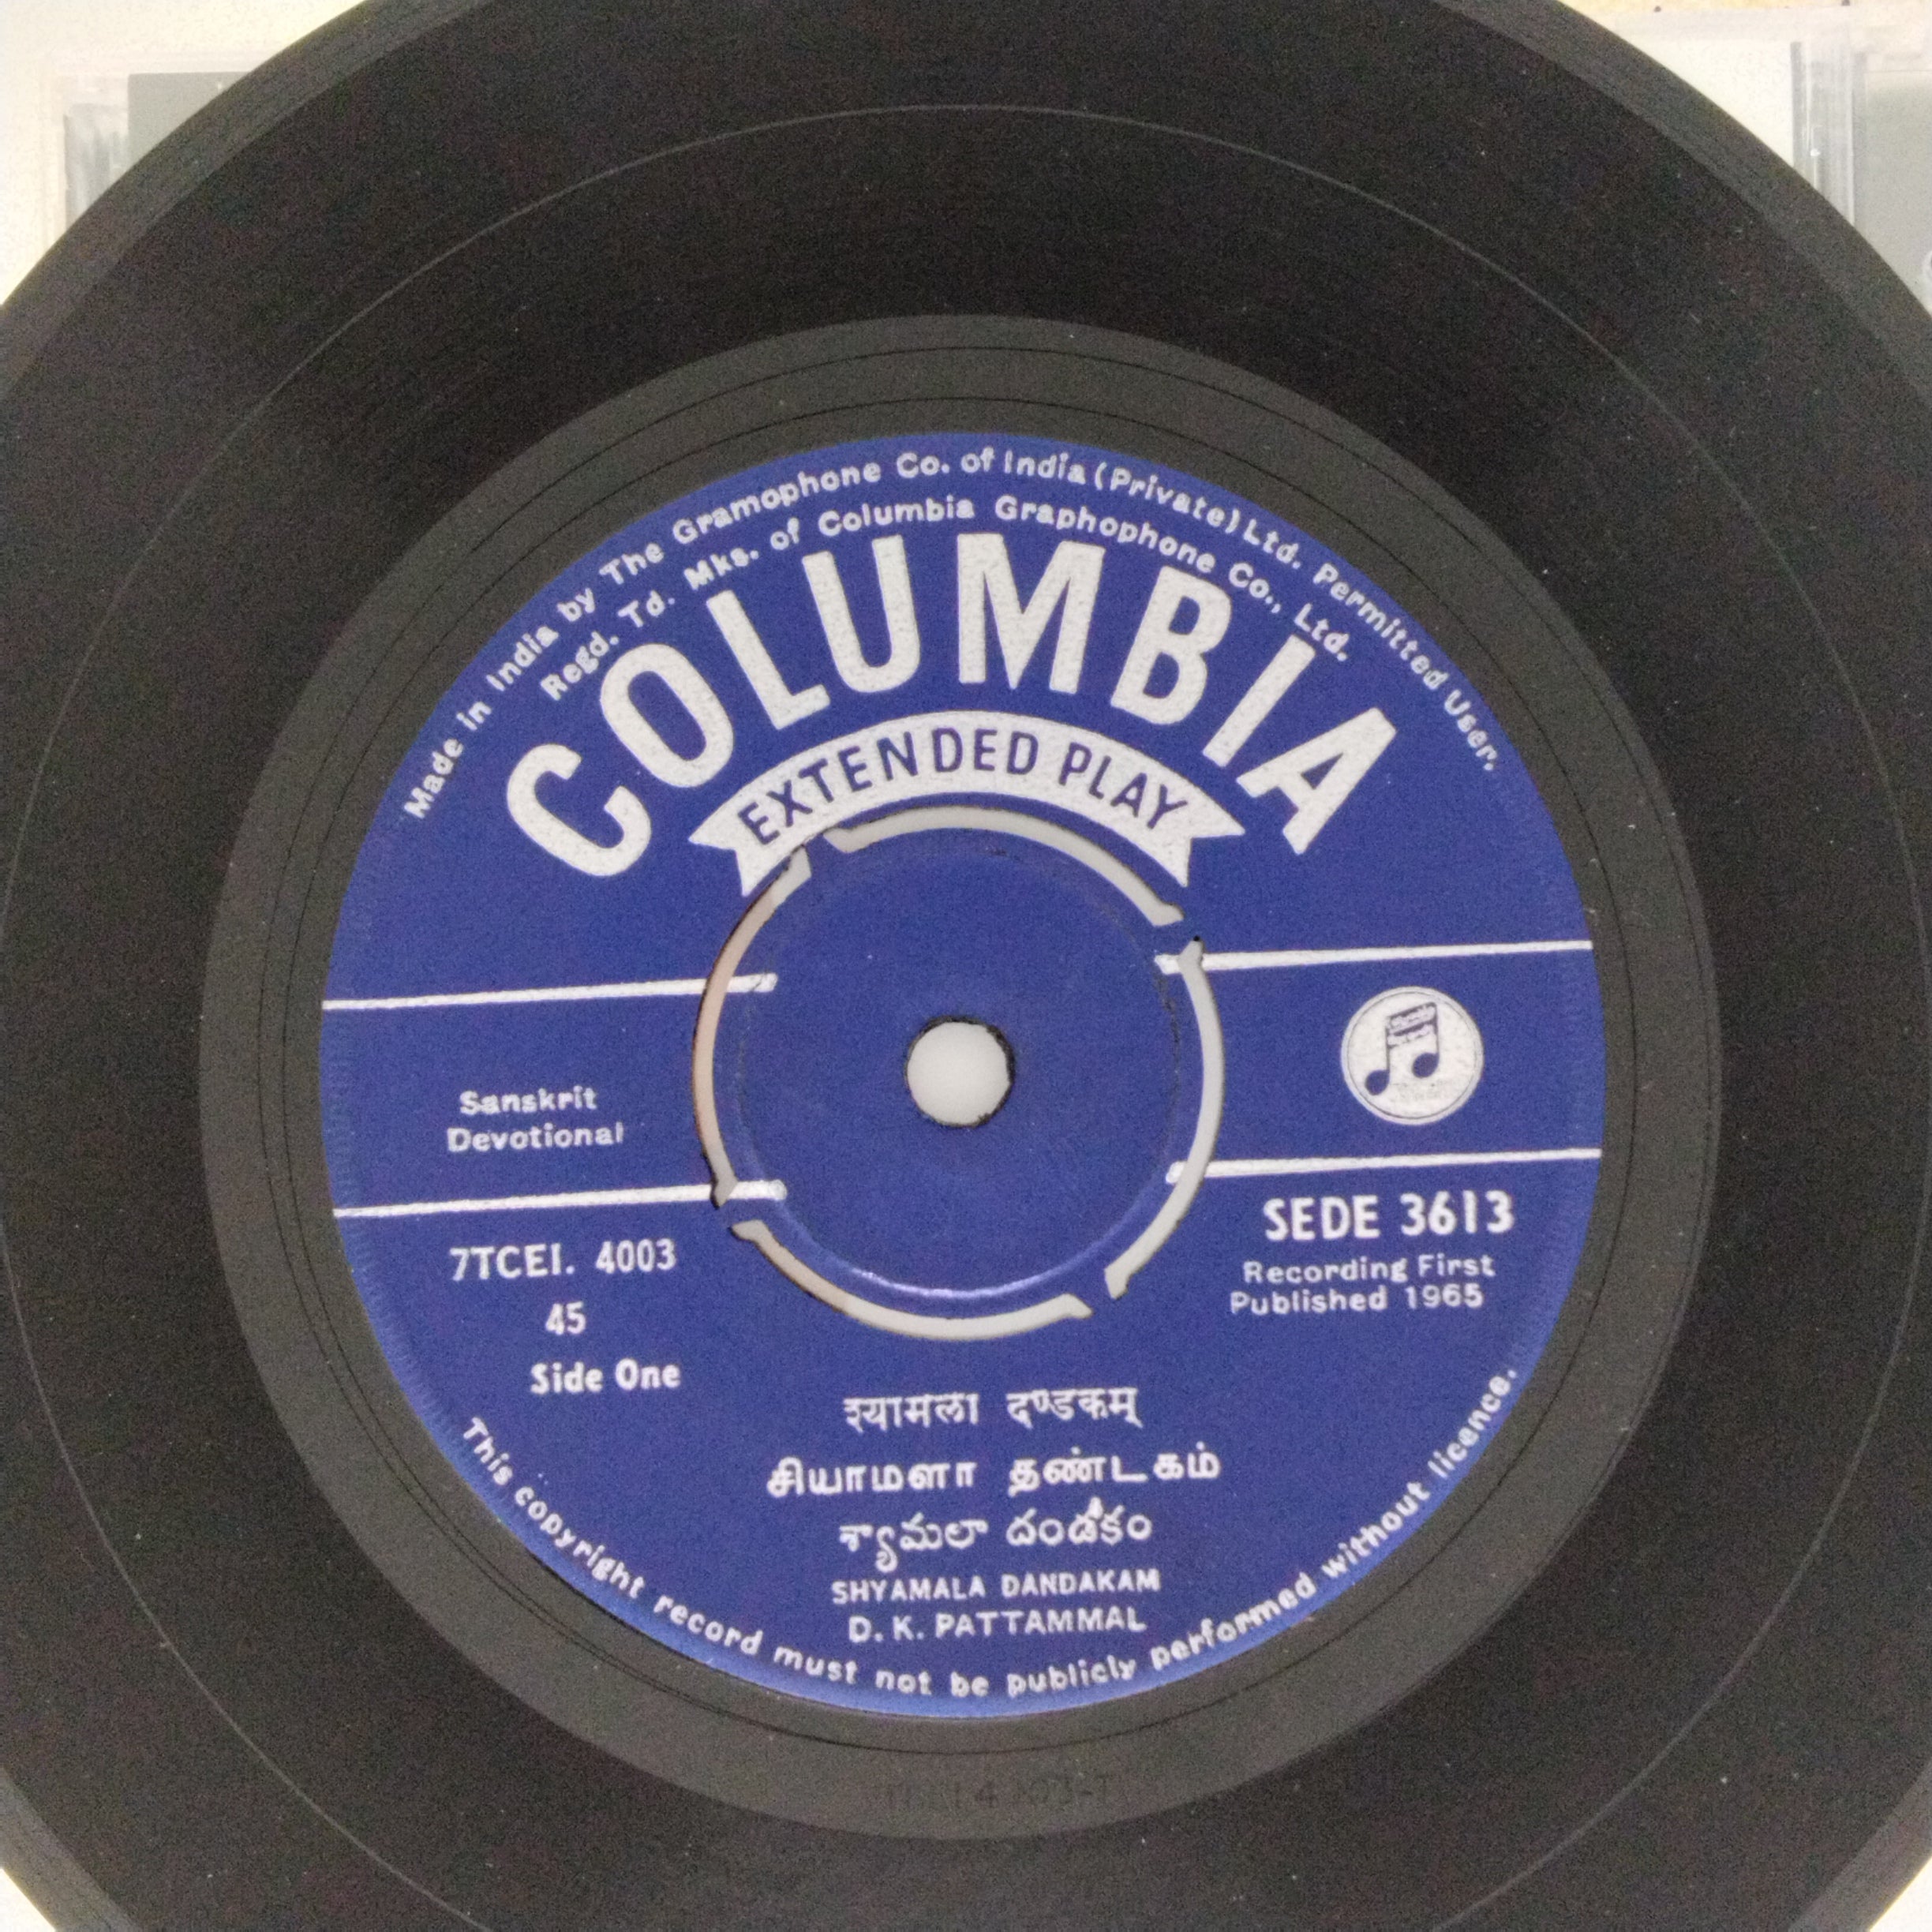 Made in India by The Gramophone Co. of India (Private) Ltd. Permitted User.
Regd. Td. Mks. of Columbia Graphophone Co., Ltd.
COLUMBIA
EXTENDED PLAY
Sanskrit
Devotional
7TCEI. 4003
45
Side One
SEDE 3613
Recording First
Published 1965
श्यामला दण्डकम्
சியாமளா தண்டகம்
శ్యామలా దండకం
SHYAMALA DANDAKAM
D. K. PATTAMMAL
This copyright record must not be publicly performed without licence.